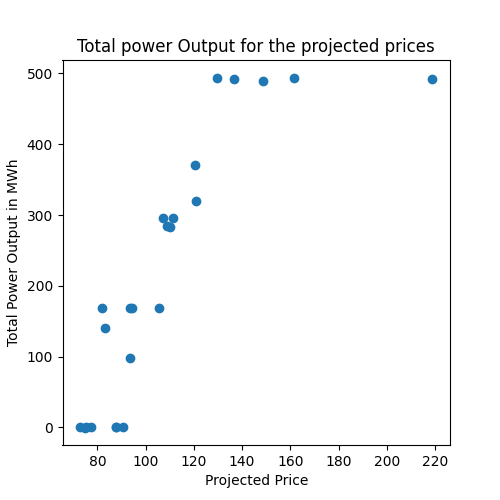 Total power Output for the projected prices
Total Power Output in MWh
500
400
300
200
100
0
80 100 120 140 160 180 200 220
Projected Price